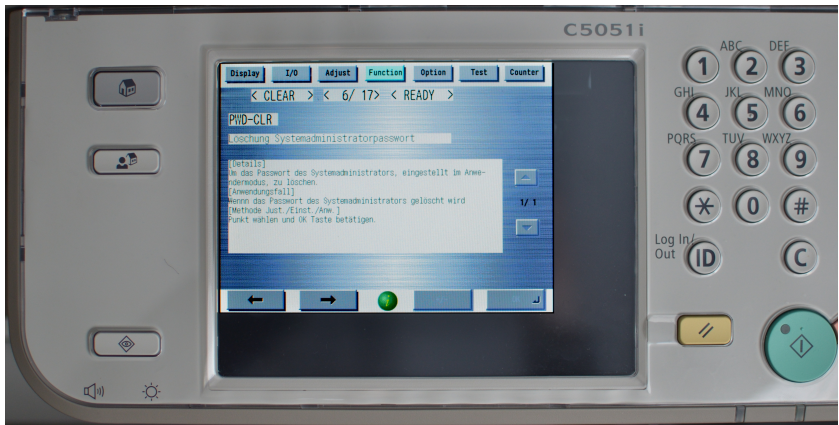 C5051i
Display I/O Adjust Function Option Test Counter
< CLEAR > < 6/ 17> < READY >
PWD-CLR
Löschung Systemadministratorpasswort
[Details]
Um das Passwort des Systemadministrators, eingestellt im Anwe-
ndermodus, zu löschen.
[Anwendungsfall]
Wennn das Passwort des Systemadministrators gelöscht wird
[Methode Just./Einst./Anw.]
Punkt wählen und OK Taste betätigen.
1/ 1
ABC DEF
1 2 3
GHI JKL MNO
4 5 6
PQRS TUV WXYZ
7 8 9
* 0 #
Log In/
Out ID C